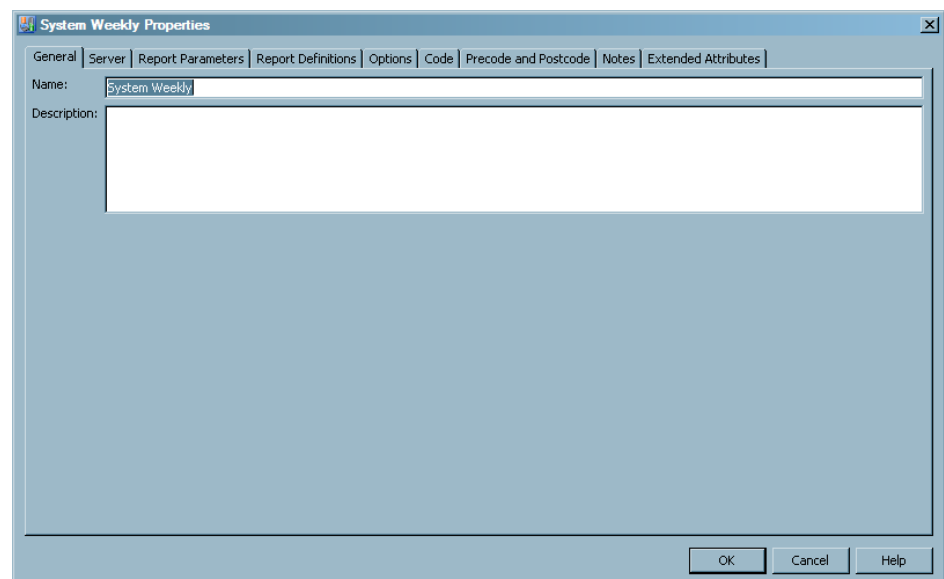 System Weekly Properties
General Server Report Parameters Report Definitions Options Code Precode and Postcode Notes Extended Attributes
Name: System Weekly
Description:
OK Cancel Help